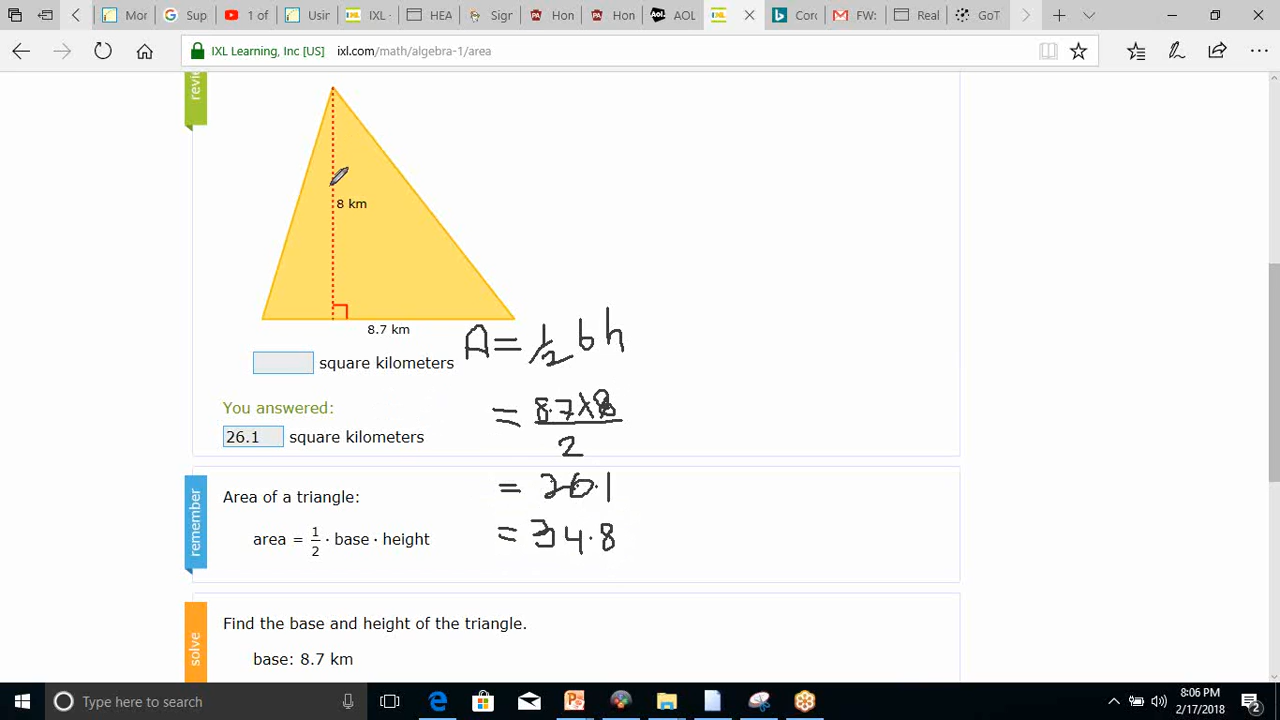 Mor
Sup
1 of
Usir
IXL
HEA
Sigr
Hon
Hon
AOL
IXL
Corc
FW:
Real
GoT
IXL Learning, Inc [US]
ixl.com/math/algebra-1/area
8 km
8.7 km
square kilometers
A = 1/2 b h
= 8.7 X 8 / 2
= 26.1
= 34.8
You answered:
26.1 square kilometers
remember
Area of a triangle:
area = 1/2 · base · height
solve
Find the base and height of the triangle.
base: 8.7 km
Type here to search
8:06 PM
2/17/2018
2